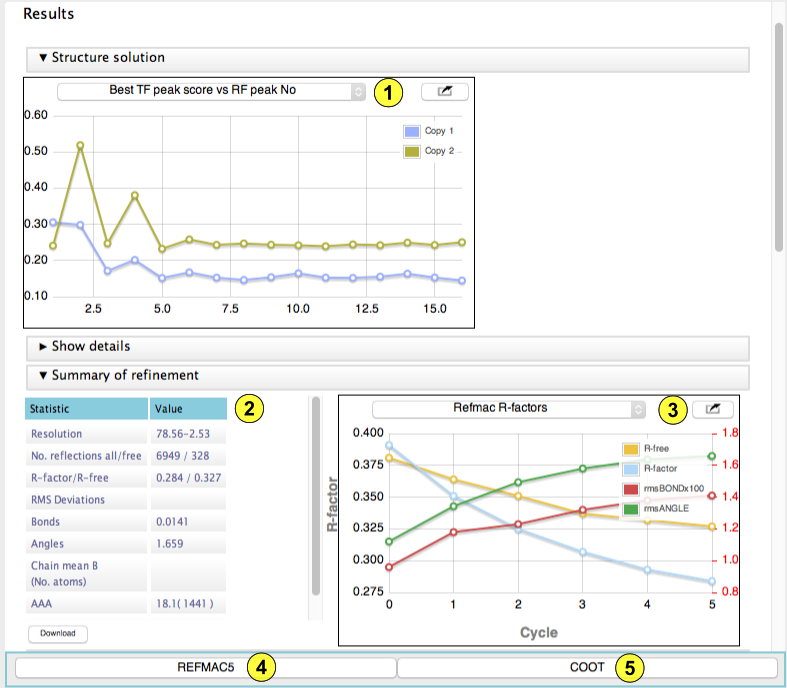 Results
▼ Structure solution
Best TF peak score vs RF peak No
1
0.60
0.50
0.40
0.30
0.20
0.10
Copy 1
Copy 2
2.5 5.0 7.5 10.0 12.5 15.0
► Show details
▼ Summary of refinement
Statistic Value
2
Resolution 78.56-2.53
No. reflections all/free 6949 / 328
R-factor/R-free 0.284 / 0.327
RMS Deviations
Bonds 0.0141
Angles 1.659
Chain mean B
(No. atoms)
AAA 18.1( 1441 )
Download
Refmac R-factors
3
R-factor
0.400
0.375
0.350
0.325
0.300
0.275
R-free
R-factor
rmsBONDx100
rmsANGLE
1.8
1.6
1.4
1.2
1.0
0.8
0 1 2 3 4 5
Cycle
REFMAC5 4
COOT 5